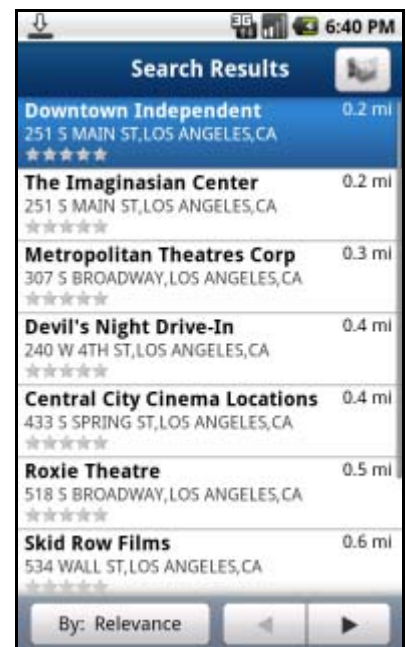 3G 6:40 PM
Search Results
Downtown Independent 0.2 mi
251 S MAIN ST,LOS ANGELES,CA
The Imaginasian Center 0.2 mi
251 S MAIN ST,LOS ANGELES,CA
Metropolitan Theatres Corp 0.3 mi
307 S BROADWAY,LOS ANGELES,CA
Devil's Night Drive-In 0.4 mi
240 W 4TH ST,LOS ANGELES,CA
Central City Cinema Locations 0.4 mi
433 S SPRING ST,LOS ANGELES,CA
Roxie Theatre 0.5 mi
518 S BROADWAY,LOS ANGELES,CA
Skid Row Films 0.6 mi
534 WALL ST,LOS ANGELES,CA
By: Relevance